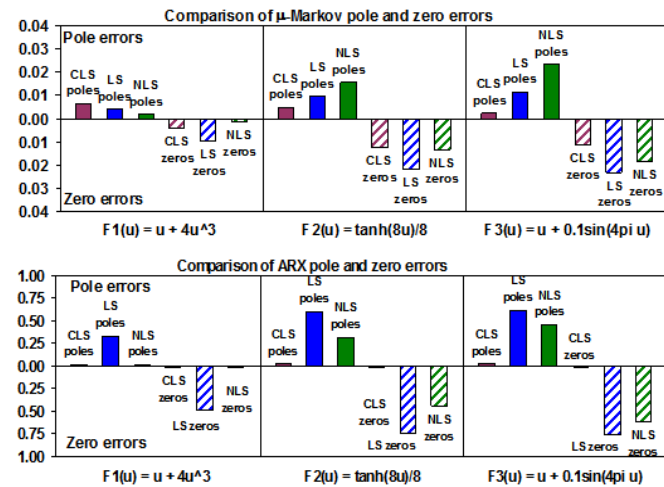 Comparison of μ-Markov pole and zero errors
0.04
0.03
0.02
0.01
0.00
0.01
0.02
0.03
0.04
Pole errors
CLS
poles
LS
poles
NLS
poles
CLS
zeros
LS
zeros
NLS
zeros
Zero errors
CLS
poles
LS
poles
NLS
poles
CLS
zeros
LS
zeros
NLS
zeros
CLS
poles
LS
poles
NLS
poles
CLS
zeros
LS
zeros
NLS
zeros
F1(u) = u + 4u^3
F2(u) = tanh(8u)/8
F3(u) = u + 0.1sin(4pi u)
Comparison of ARX pole and zero errors
1.00
0.75
0.50
0.25
0.00
0.25
0.50
0.75
1.00
Pole errors
CLS
poles
LS
poles
NLS
poles
CLS
zeros
LS zeros
NLS
zeros
Zero errors
CLS
poles
LS
poles
NLS
poles
CLS
zeros
LS zeros
NLS
zeros
CLS
poles
LS
poles
NLS
poles
CLS
zeros
LS zeros
NLS
zeros
F1(u) = u + 4u^3
F2(u) = tanh(8u)/8
F3(u) = u + 0.1sin(4pi u)